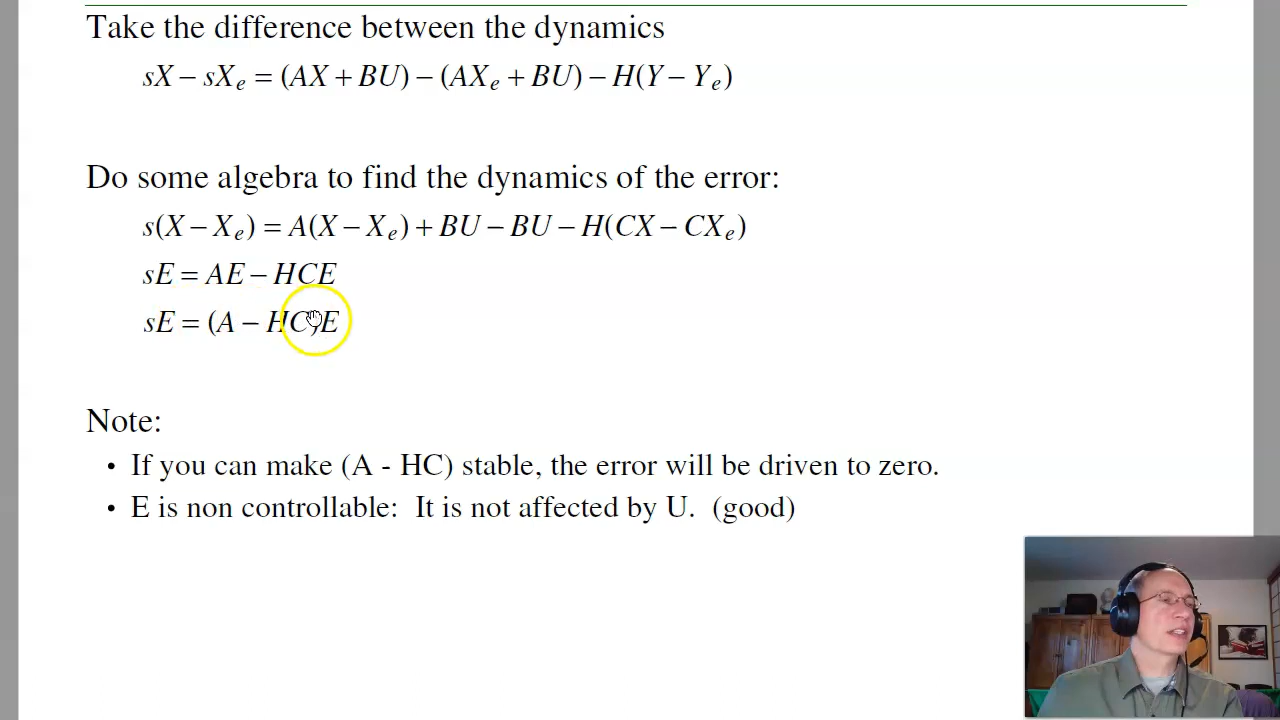 Take the difference between the dynamics
sX − sXₑ = (AX + BU) − (AXₑ + BU) − H(Y − Yₑ)
Do some algebra to find the dynamics of the error:
s(X − Xₑ) = A(X − Xₑ) + BU − BU − H(CX − CXₑ)
sE = AE − HCE
sE = (A − HC)E
Note:
• If you can make (A - HC) stable, the error will be driven to zero.
• E is non controllable: It is not affected by U. (good)